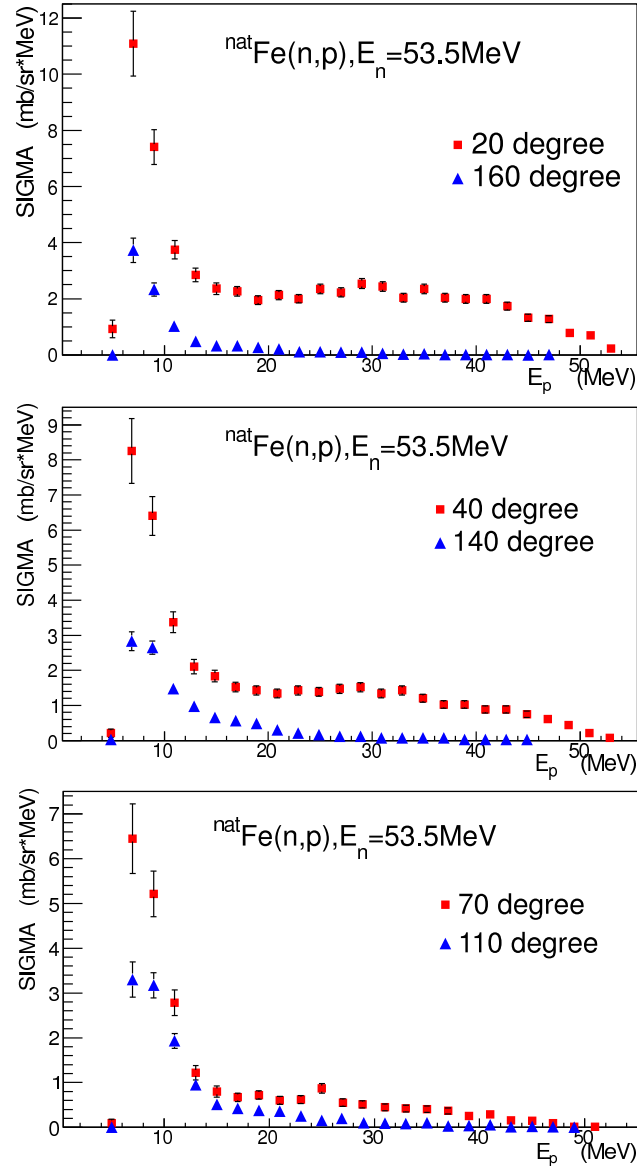 12
10
8
6
4
2
0
SIGMA (mb/sr*MeV)
natFe(n,p),En=53.5MeV
20 degree
160 degree
10 20 30 40 50
Ep (MeV)
9
8
7
6
5
4
3
2
1
0
SIGMA (mb/sr*MeV)
natFe(n,p),En=53.5MeV
40 degree
140 degree
10 20 30 40 50
Ep (MeV)
7
6
5
4
3
2
1
0
SIGMA (mb/sr*MeV)
natFe(n,p),En=53.5MeV
70 degree
110 degree
10 20 30 40 50
Ep (MeV)